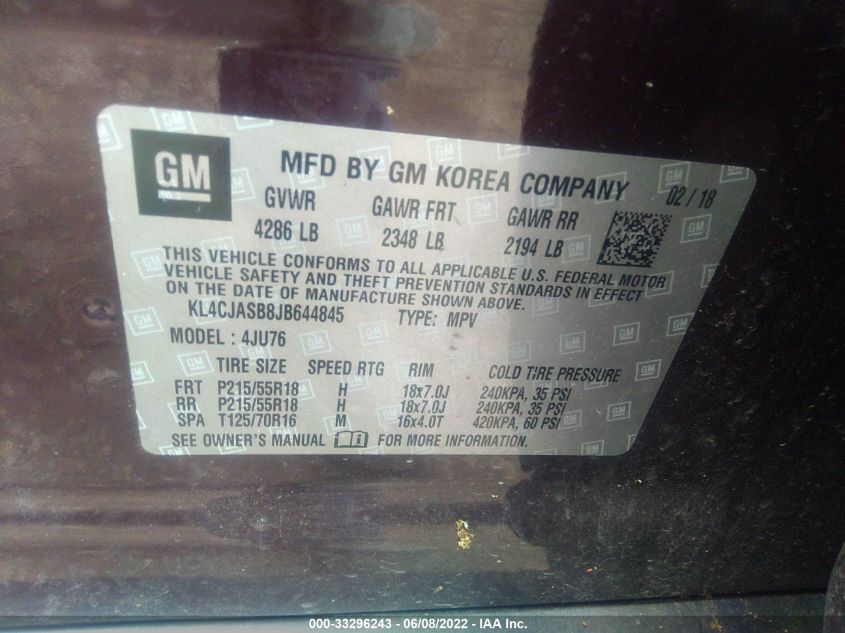 GM
MFD BY GM KOREA COMPANY 02/18
GVWR GAWR FRT GAWR RR
4286 LB 2348 LB 2194 LB
THIS VEHICLE CONFORMS TO ALL APPLICABLE U.S. FEDERAL MOTOR
VEHICLE SAFETY AND THEFT PREVENTION STANDARDS IN EFFECT
ON THE DATE OF MANUFACTURE SHOWN ABOVE.
KL4CJASB8JB644845 TYPE: MPV
MODEL: 4JU76
TIRE SIZE SPEED RTG RIM COLD TIRE PRESSURE
FRT P215/55R18 H 18x7.0J 240KPA, 35 PSI
RR P215/55R18 H 18x7.0J 240KPA, 35 PSI
SPA T125/70R16 M 16x4.0T 420KPA, 60 PSI
SEE OWNER'S MANUAL FOR MORE INFORMATION.
000-33296243 - 06/08/2022 - IAA Inc.